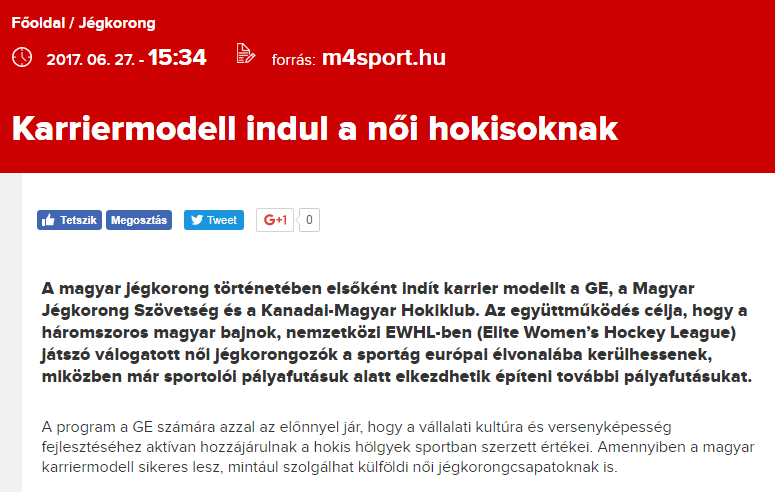 Főoldal / Jégkorong
2017. 06. 27. - 15:34 forrás: m4sport.hu
Karriermodell indul a női hokisoknak
Tetszik Megosztás Tweet G+1 0
A magyar jégkorong történetében elsőként indít karrier modellt a GE, a Magyar
Jégkorong Szövetség és a Kanadai-Magyar Hokiklub. Az együttműködés célja, hogy a
háromszoros magyar bajnok, nemzetközi EWHL-ben (Elite Women's Hockey League)
játszó válogatott női jégkorongozók a sportág európai élvonalába kerülhessenek,
miközben már sportolói pályafutásuk alatt elkezdhetik építeni további pályafutásukat.
A program a GE számára azzal az előnnyel jár, hogy a vállalati kultúra és versenyképesség
fejlesztéséhez aktívan hozzájárulnak a hokis hölgyek sportban szerzett értékei. Amennyiben a magyar
karriermodell sikeres lesz, mintául szolgálhat külföldi női jégkorongcsapatoknak is.